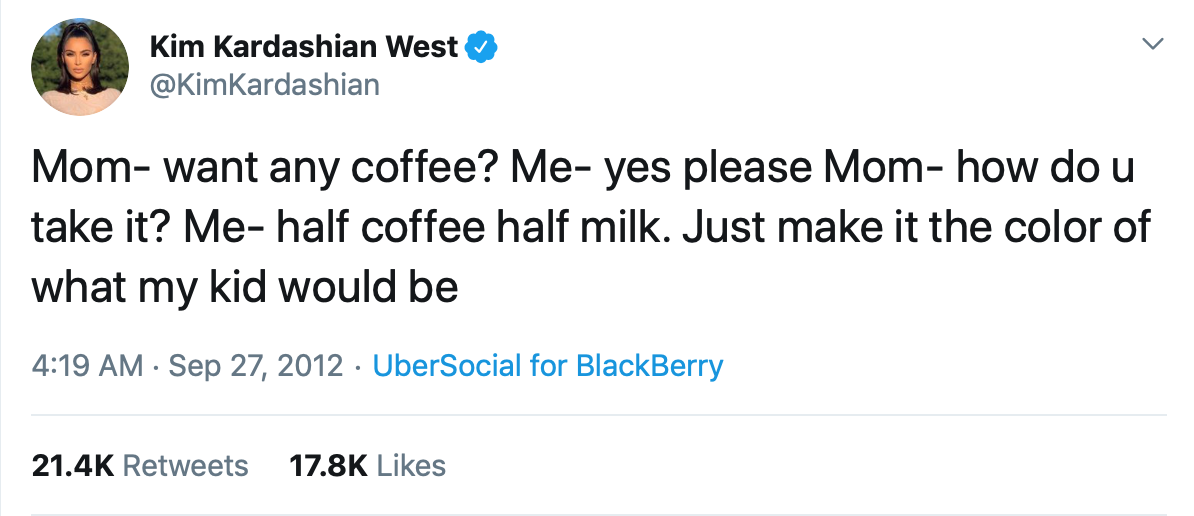 Kim Kardashian West
@KimKardashian
Mom- want any coffee? Me- yes please Mom- how do u
take it? Me- half coffee half milk. Just make it the color of
what my kid would be
4:19 AM · Sep 27, 2012 · UberSocial for BlackBerry
21.4K Retweets 17.8K Likes